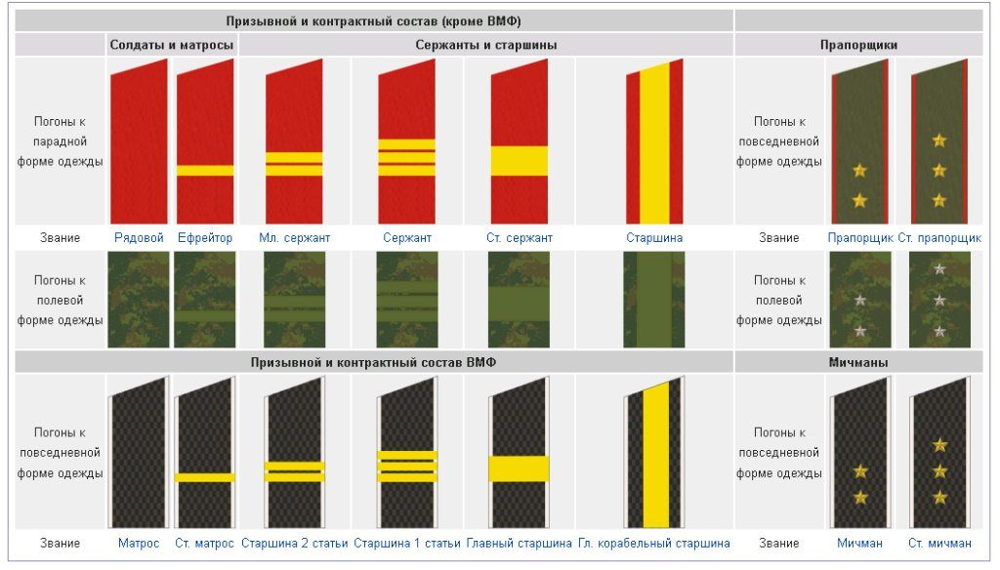 Призывной и контрактный состав (кроме ВМФ)
Солдаты и матросы Сержанты и старшины Прапорщики
Погоны к
парадной
форме одежды
Погоны к
повседневной
форме одежды
Звание Рядовой Ефрейтор Мл. сержант Сержант Ст. сержант Старшина Звание Прапорщик Ст. прапорщик
Погоны к
полевой
форме одежды
Погоны к
полевой
форме одежды
Призывной и контрактный состав ВМФ Мичманы
Погоны к
повседневной
форме одежды
Погоны к
повседневной
форме одежды
Звание Матрос Ст. матрос Старшина 2 статьи Старшина 1 статьи Главный старшина Гл. корабельный старшина Звание Мичман Ст. мичман